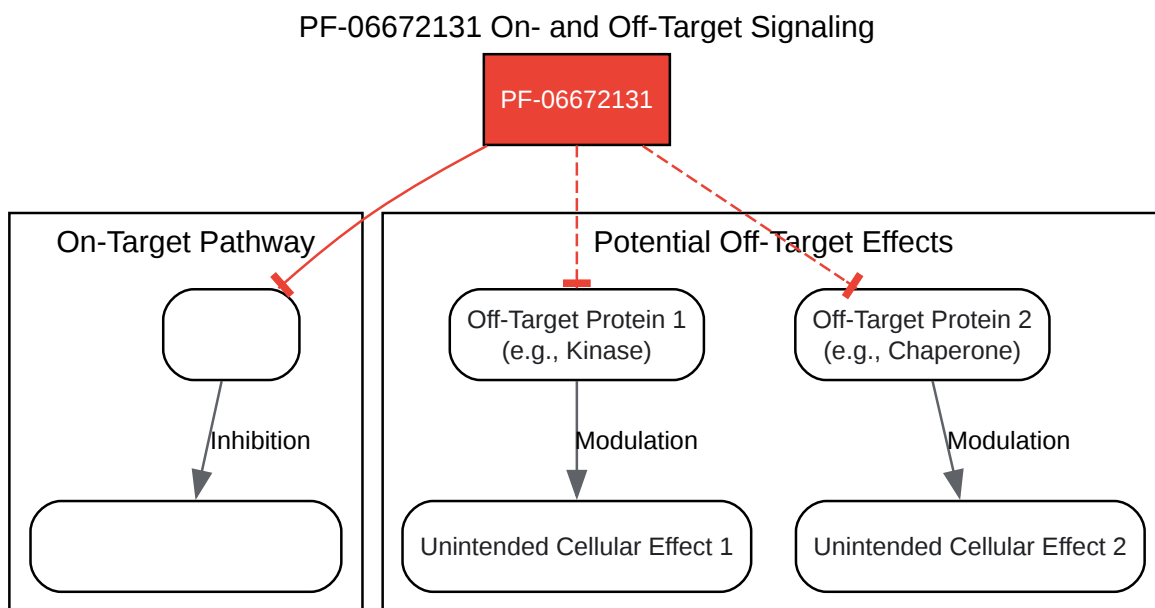 PF-06672131 On- and Off-Target Signaling
PF-06672131
On-Target Pathway
Potential Off-Target Effects
Off-Target Protein 1
(e.g., Kinase)
Off-Target Protein 2
(e.g., Chaperone)
Inhibition
Modulation
Modulation
Unintended Cellular Effect 1
Unintended Cellular Effect 2